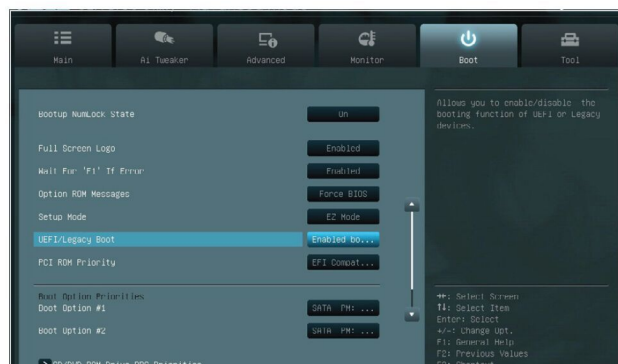 Main
Ai Tweaker
Advanced
Monitor
Boot
Tool
Bootup NumLock State
On
Full Screen Logo
Enabled
Wait For 'F1' If Error
Enabled
Option ROM Messages
Force BIOS
Setup Mode
EZ Mode
UEFI/Legacy Boot
Enabled bo...
PCI ROM Priority
EFI Compat...
Boot Option Priorities
Boot Option #1
SATA PM: ...
Boot Option #2
SATA PM: ...
Allows you to enable/disable the
booting function of UEFI or Legacy
devices.
→←: Select Screen
↑↓: Select Item
Enter: Select
+/-: Change Opt.
F1: General Help
F2: Previous Values